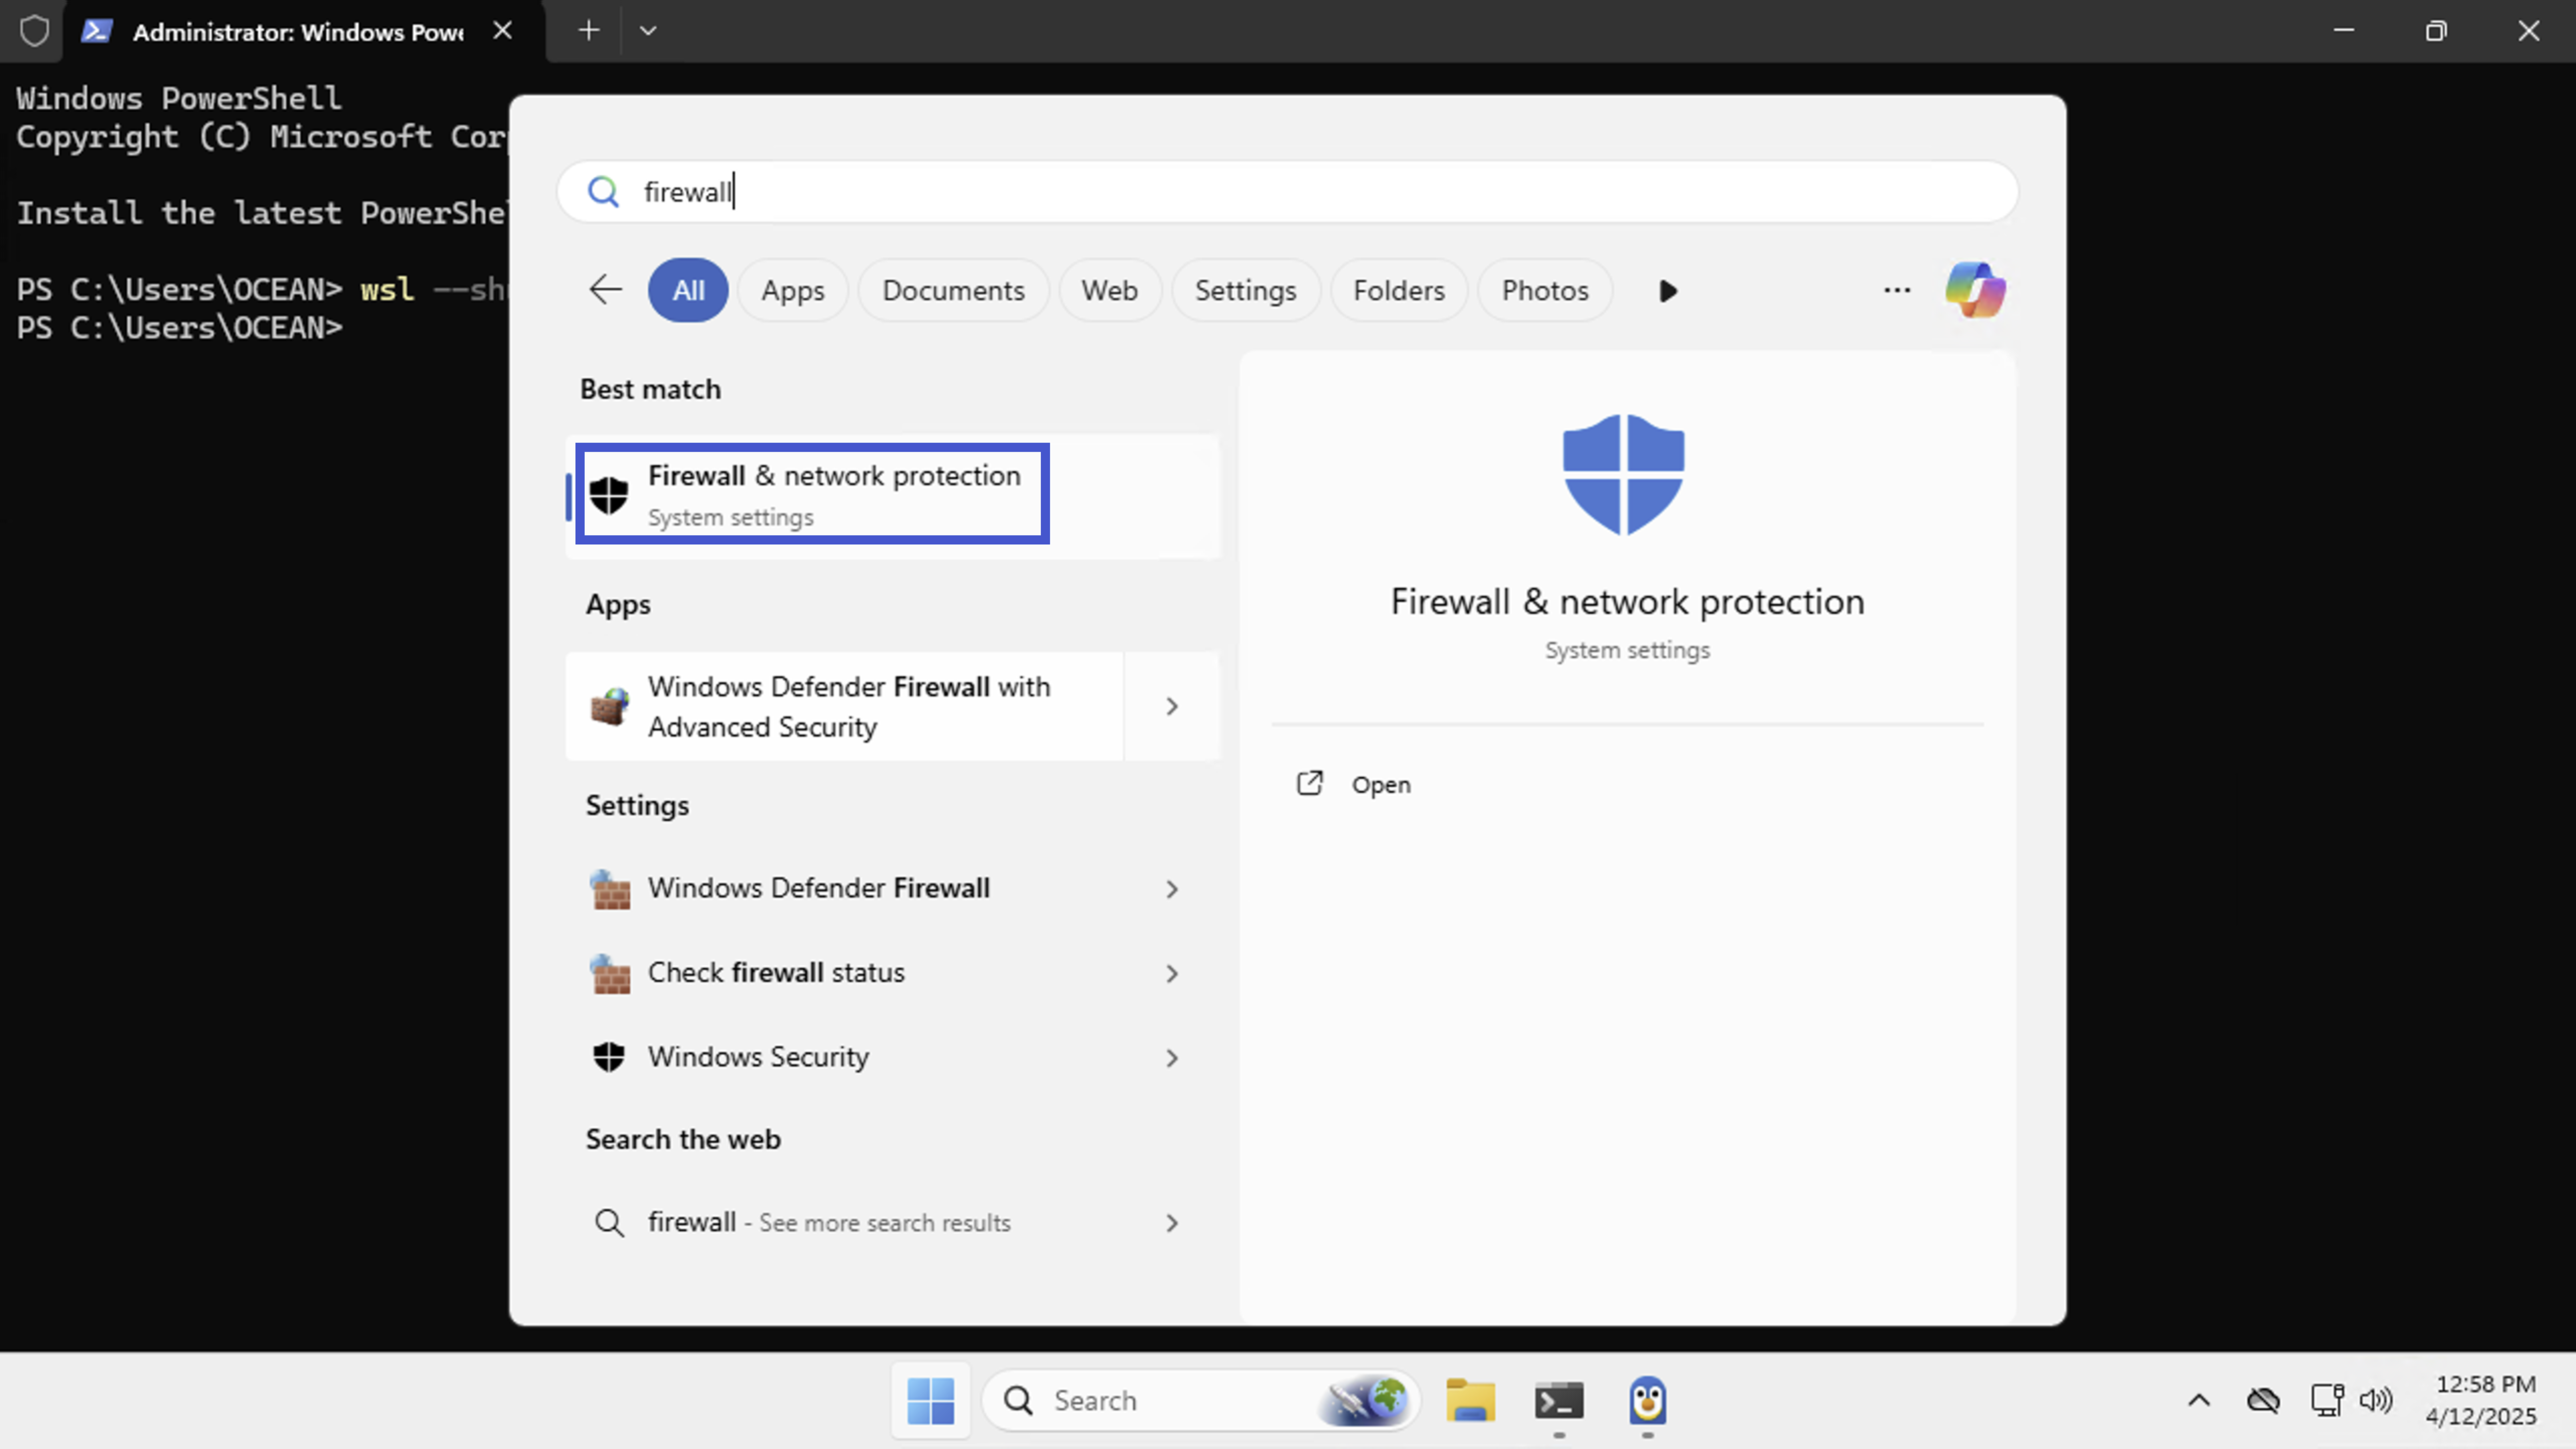 Administrator: Windows Powe
Windows PowerShell
Copyright (C) Microsoft Cor
Install the latest PowerShe
PS C:\Users\OCEAN> wsl --sh
PS C:\Users\OCEAN>
firewall
All Apps Documents Web Settings Folders Photos
Best match
Firewall & network protection
System settings
Apps
Windows Defender Firewall with
Advanced Security
Settings
Windows Defender Firewall
Check firewall status
Windows Security
Search the web
firewall - See more search results
Firewall & network protection
System settings
Open
Search
12:58 PM
4/12/2025